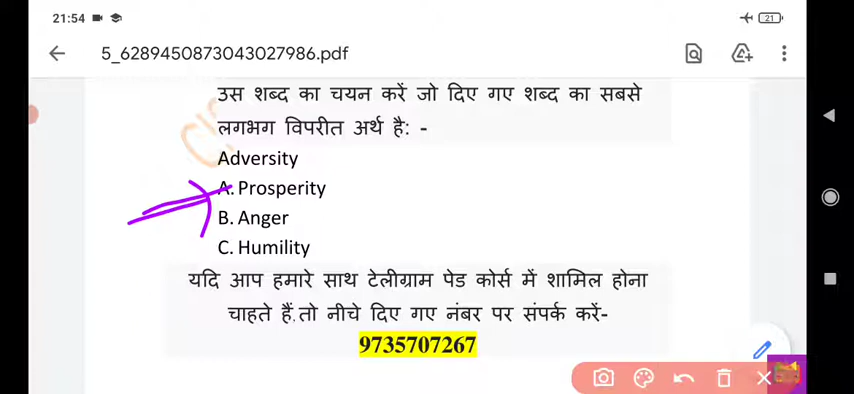 21:54
21
5_6289450873043027986.pdf
उस शब्द का चयन करें जो दिए गए शब्द का सबसे
लगभग विपरीत अर्थ है: -
Adversity
A. Prosperity
B. Anger
C. Humility
यदि आप हमारे साथ टेलीग्राम पेड कोर्स में शामिल होना
चाहते हैं.तो नीचे दिए गए नंबर पर संपर्क करें-
9735707267